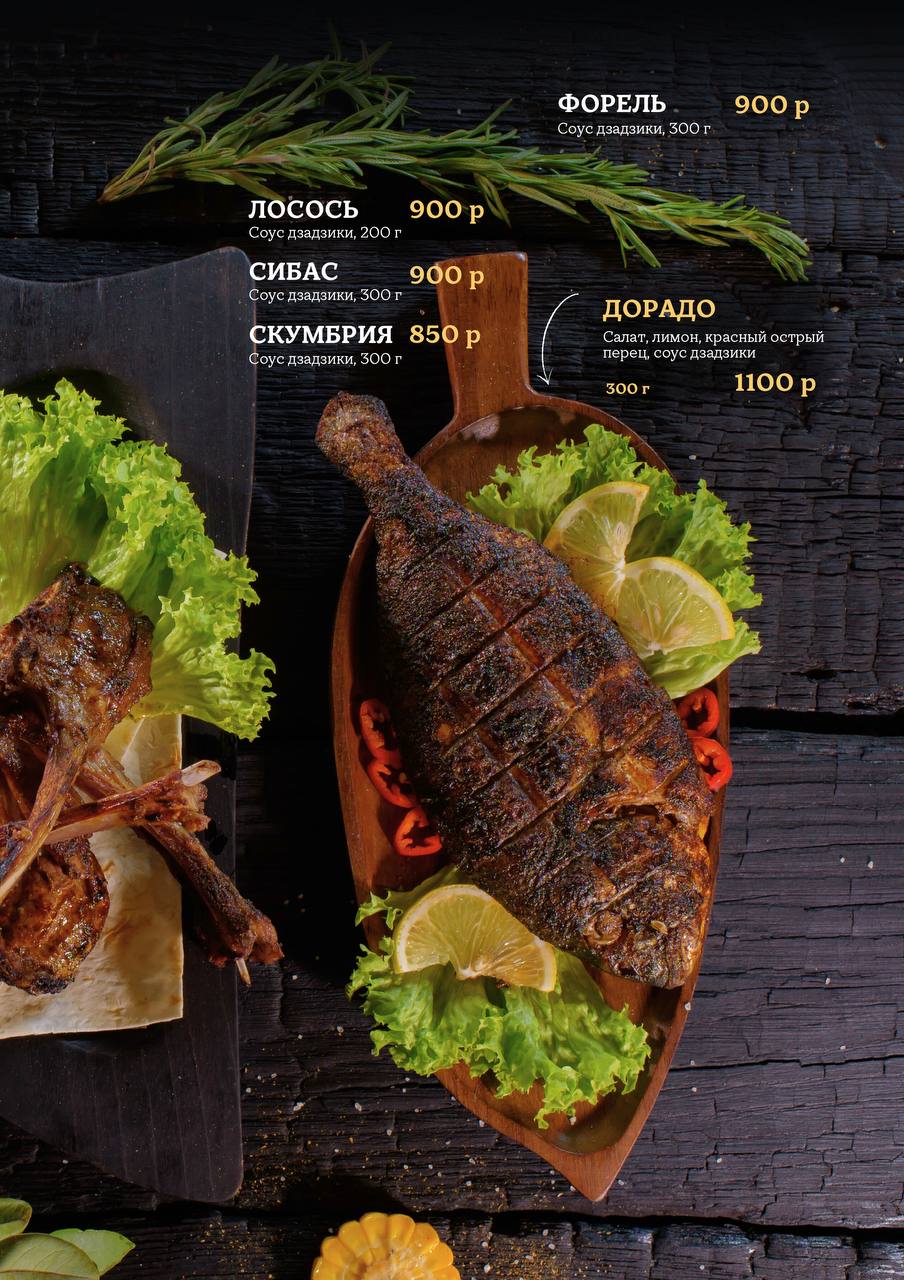 ФОРЕЛЬ 900 р
Соус дзадзики, 300 г
ЛОСОСЬ 900 р
Соус дзадзики, 200 г
СИБАС 900 р
Соус дзадзики, 300 г
СКУМБРИЯ 850 р
Соус дзадзики, 300 г
ДОРАДО
Салат, лимон, красный острый
перец, соус дзадзики
300 г 1100 р